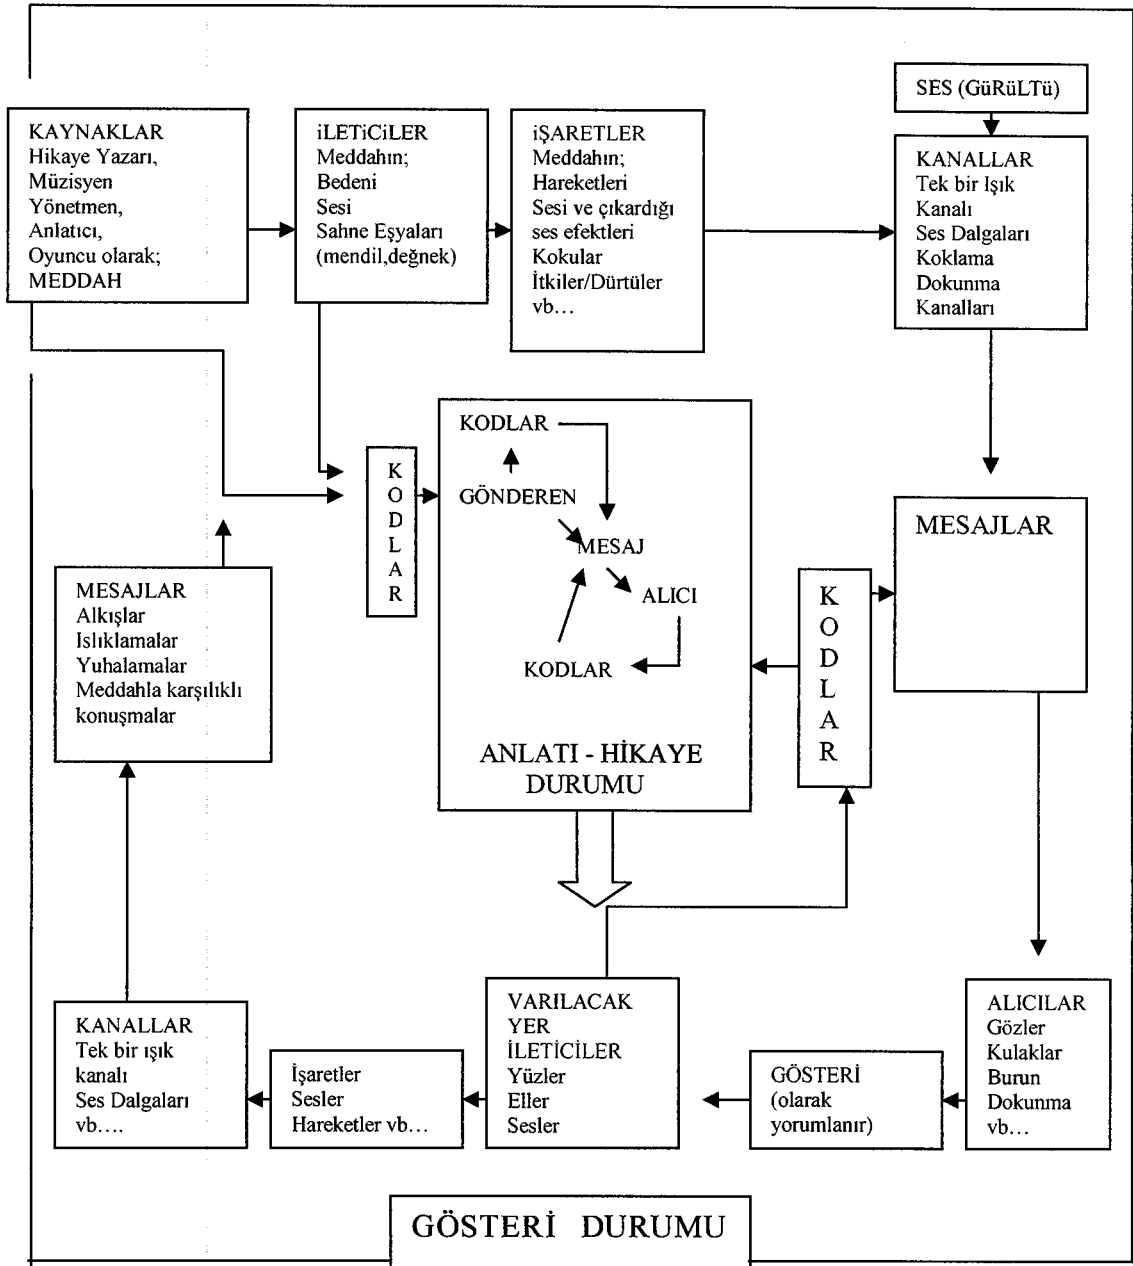 SES (GüRüLTü)
KAYNAKLAR
Hikaye Yazarı,
Müzisyen
Yönetmen,
Anlatıcı,
Oyuncu olarak;
MEDDAH
iLETiCiLER
Meddahın;
Bedeni
Sesi
Sahne Eşyaları
(mendil,değnek)
iŞARETLER
Meddahın;
Hareketleri
Sesi ve çıkardığı
ses efektleri
Kokular
İtkiler/Dürtüler
vb…
KANALLAR
Tek bir Işık
Kanalı
Ses Dalgaları
Koklama
Dokunma
Kanalları
K
O
D
L
A
R
KODLAR
GÖNDEREN
MESAJ
ALICI
KODLAR
ANLATI - HİKAYE
DURUMU
K
O
D
L
A
R
MESAJLAR
MESAJLAR
Alkışlar
Islıklamalar
Yuhalamalar
Meddahla karşılıklı
konuşmalar
KANALLAR
Tek bir ışık
kanalı
Ses Dalgaları
vb….
İşaretler
Sesler
Hareketler vb…
VARILACAK
YER
İLETİCİLER
Yüzler
Eller
Sesler
GÖSTERİ
(olarak
yorumlanır)
ALICILAR
Gözler
Kulaklar
Burun
Dokunma
vb…
GÖSTERİ DURUMU